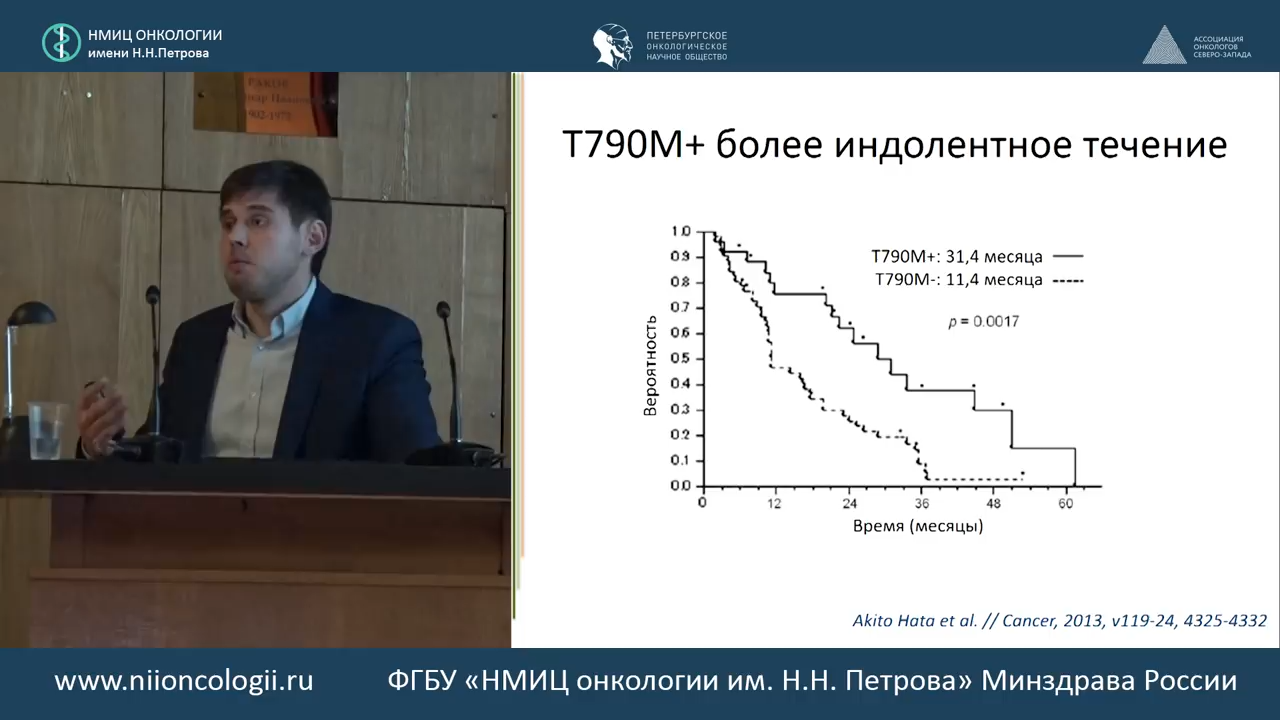 НМИЦ ОНКОЛОГИИ
имени Н.Н.Петрова
ПЕТЕРБУРГСКОЕ
ОНКОЛОГИЧЕСКОЕ
НАУЧНОЕ ОБЩЕСТВО
АССОЦИАЦИЯ
ОНКОЛОГОВ
СЕВЕРО-ЗАПАДА
T790M+ более индолентное течение
T790M+: 31,4 месяца
T790M-: 11,4 месяца
p = 0.0017
Вероятность
1.0
0.9
0.8
0.7
0.6
0.5
0.4
0.3
0.2
0.1
0.0
0 12 24 36 48 60
Время (месяцы)
Akito Hata et al. // Cancer, 2013, v119-24, 4325-4332
www.niioncologii.ru
ФГБУ «НМИЦ онкологии им. Н.Н. Петрова» Минздрава России